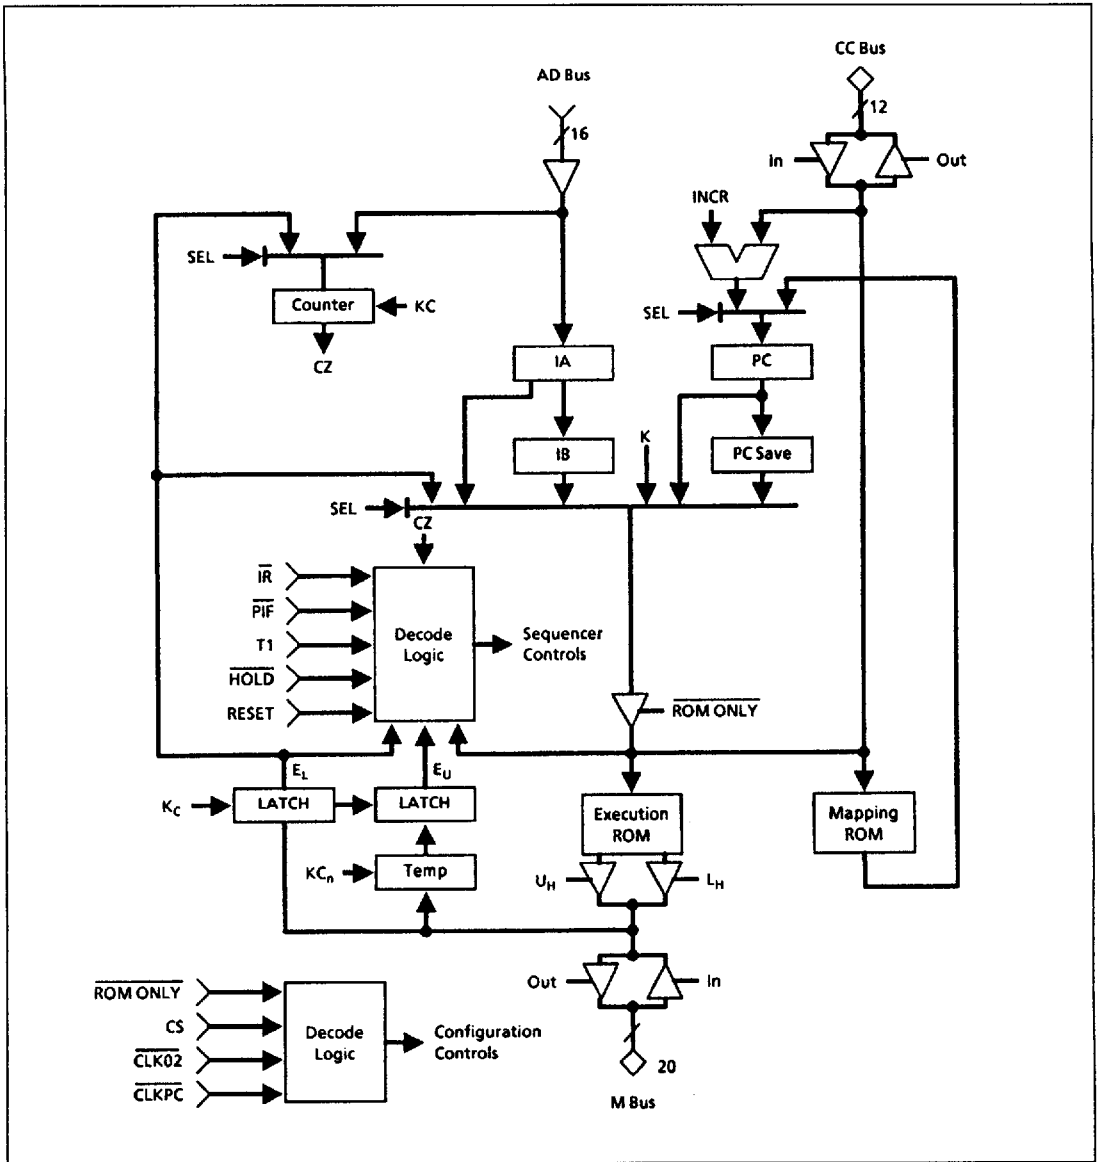 CC Bus
AD Bus
12
16
In
Out
INCR
SEL
Counter
KC
SEL
CZ
IA
PC
K
IB
PC Save
SEL
CZ
IR
PIF
T1
HOLD
RESET
Decode
Logic
Sequencer
Controls
ROM ONLY
EL
EU
KC
LATCH
LATCH
Execution
ROM
Mapping
ROM
KCn
Temp
UH
LH
Out
In
ROM ONLY
CS
CLK02
CLKPC
Decode
Logic
Configuration
Controls
20
M Bus